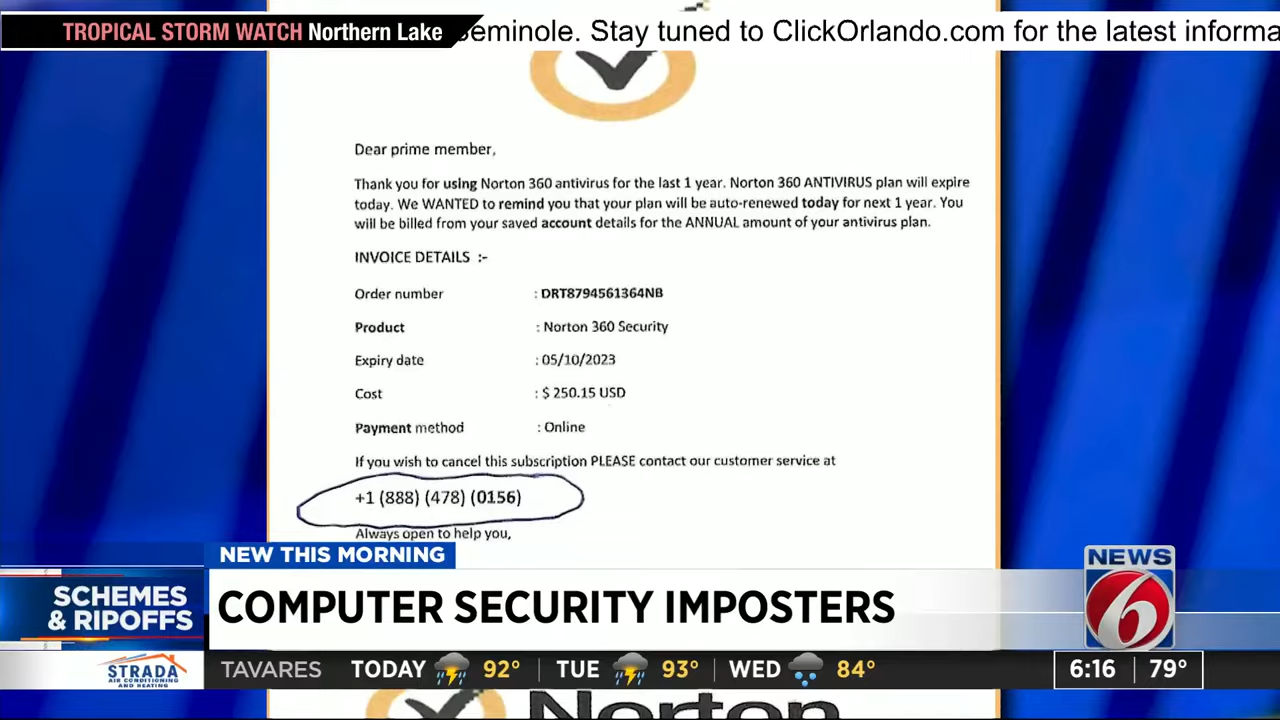 TROPICAL STORM WATCH Northern Lake
Seminole. Stay tuned to ClickOrlando.com for the latest informa
Dear prime member,
Thank you for using Norton 360 antivirus for the last 1 year. Norton 360 ANTIVIRUS plan will expire
today. We WANTED to remind you that your plan will be auto-renewed today for next 1 year. You
will be billed from your saved account details for the ANNUAL amount of your antivirus plan.
INVOICE DETAILS :-
Order number : DRT8794561364NB
Product : Norton 360 Security
Expiry date : 05/10/2023
Cost : $ 250.15 USD
Payment method : Online
If you wish to cancel this subscription PLEASE contact our customer service at
+1 (888) (478) (0156)
Always open to help you,
NEW THIS MORNING
SCHEMES
& RIPOFFS
COMPUTER SECURITY IMPOSTERS
NEWS
6
STRADA
AIR CONDITIONING
AND HEATING
TAVARES TODAY 92° TUE 93° WED 84°
6:16 79°
Norton